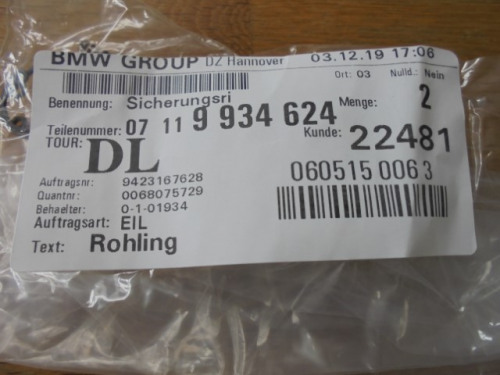 BMW GROUP DZ Hannover 03.12.19 17:06
Ort: 03 Nulld.: Nein
Benennung: Sicherungsri Menge: 2
Teilenummer: 07 11 9 934 624
TOUR: DL Kunde: 22481
Auftragsnr: 9423167628
Quantnr: 0068075729
Behaelter: 0-1-01934
060515 006 3
Auftragsart: EIL
Text: Rohling